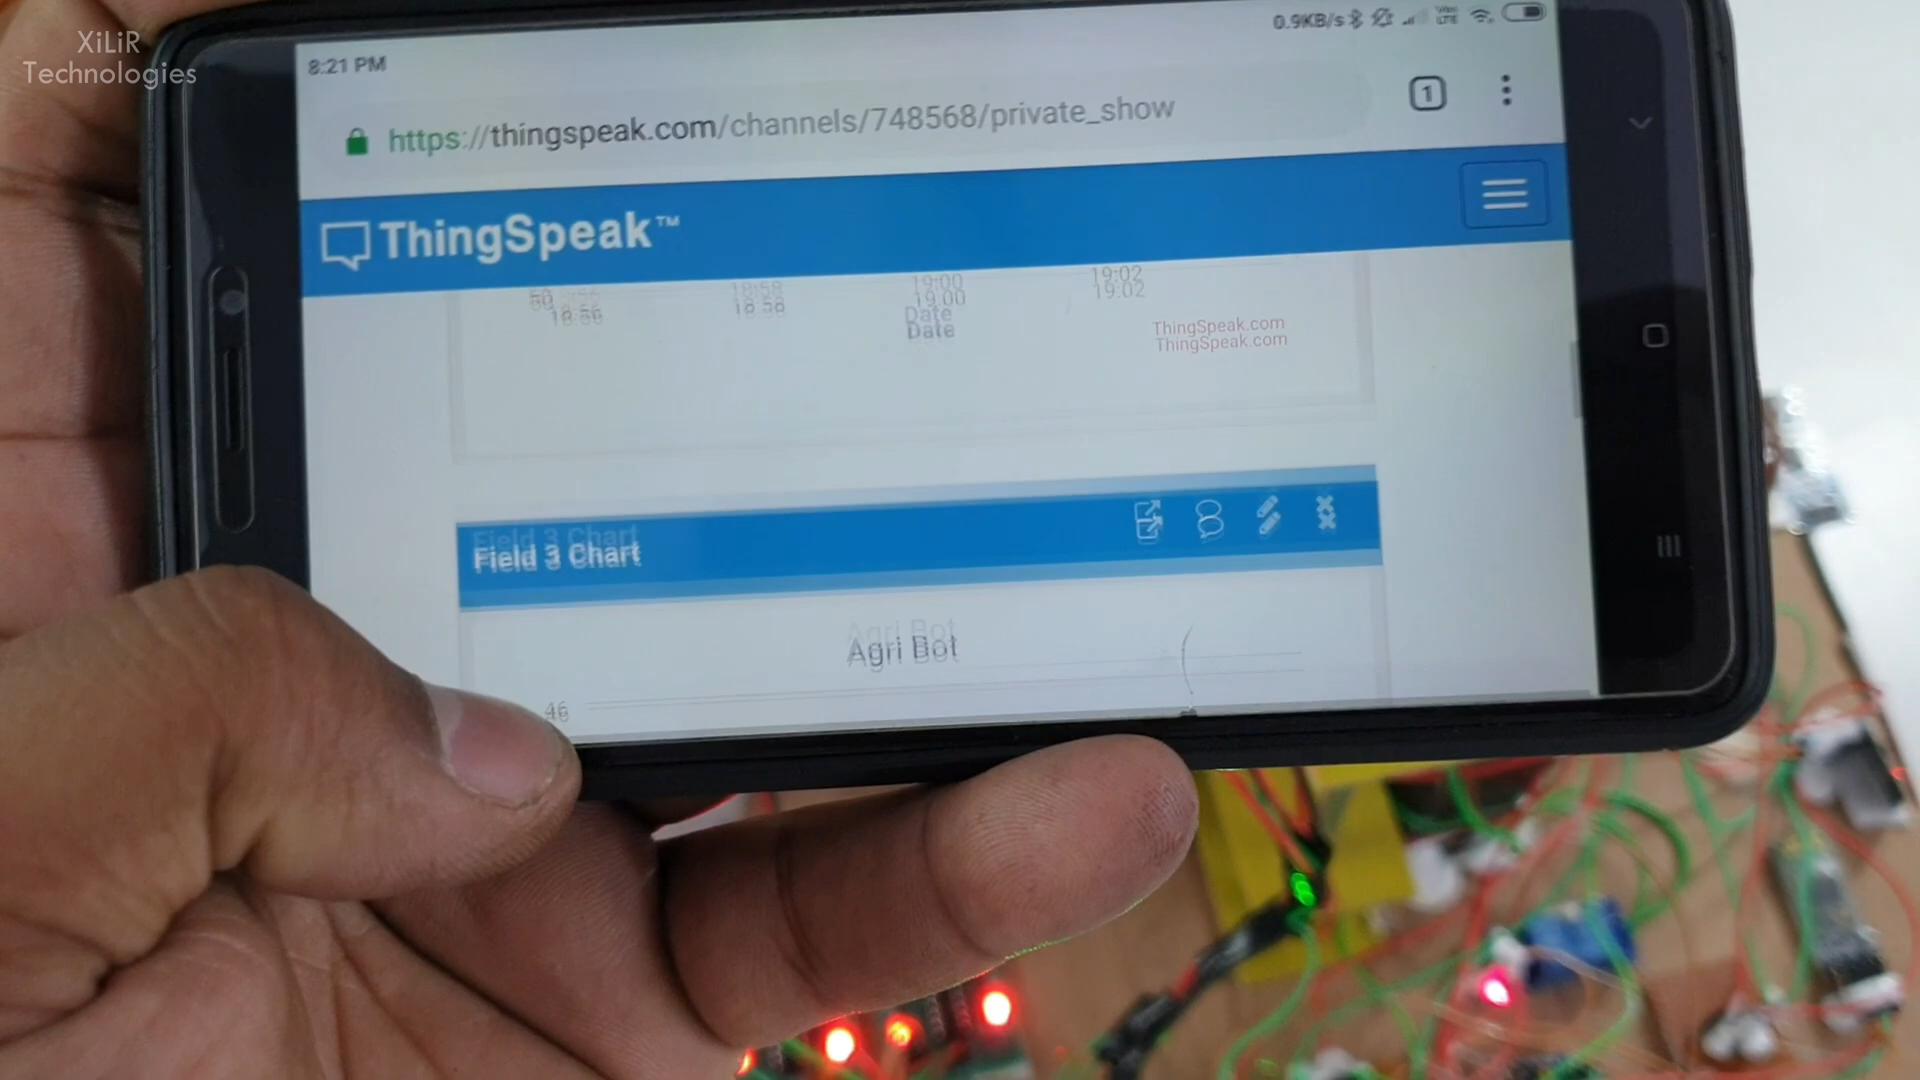 XiLiR
Technologies
8:21 PM
0.9KB/s
VoLTE
https://thingspeak.com/channels/748568/private_show
1
ThingSpeak™
18:56
18:58
19:00
19:02
Date
ThingSpeak.com
Field 3 Chart
Agri Bot
46